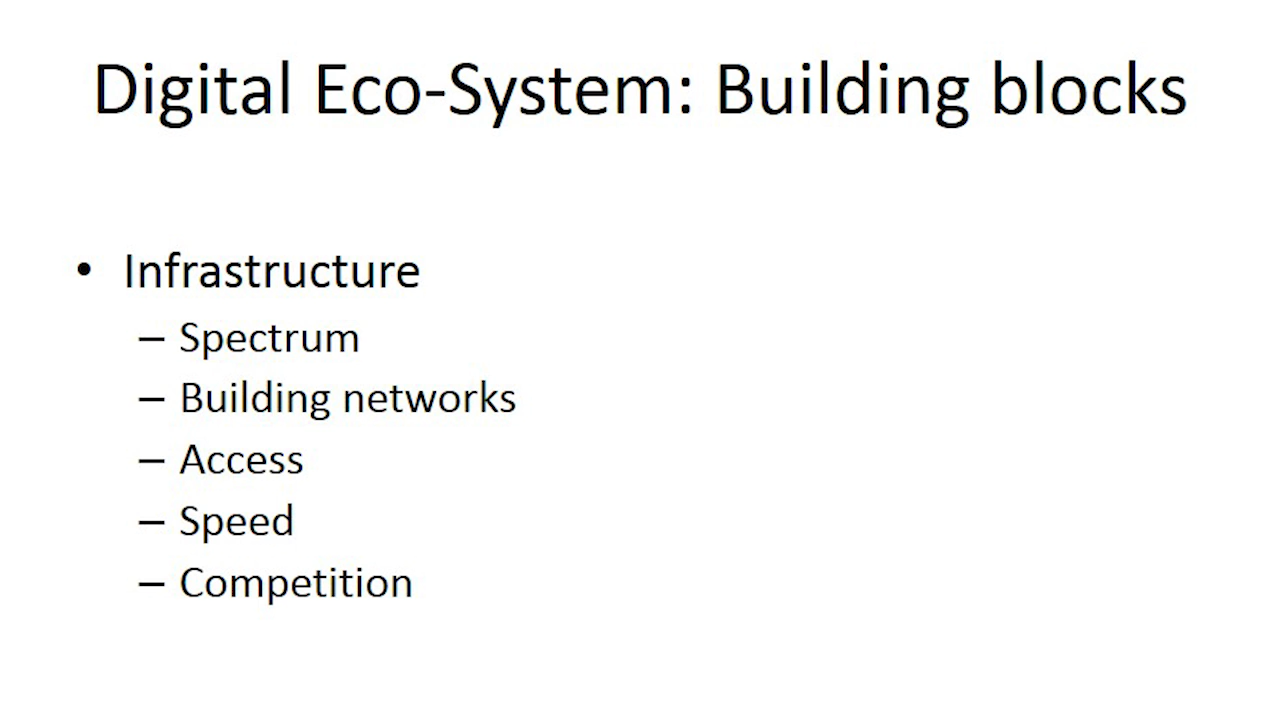 Digital Eco-System: Building blocks
• Infrastructure
– Spectrum
– Building networks
– Access
– Speed
– Competition